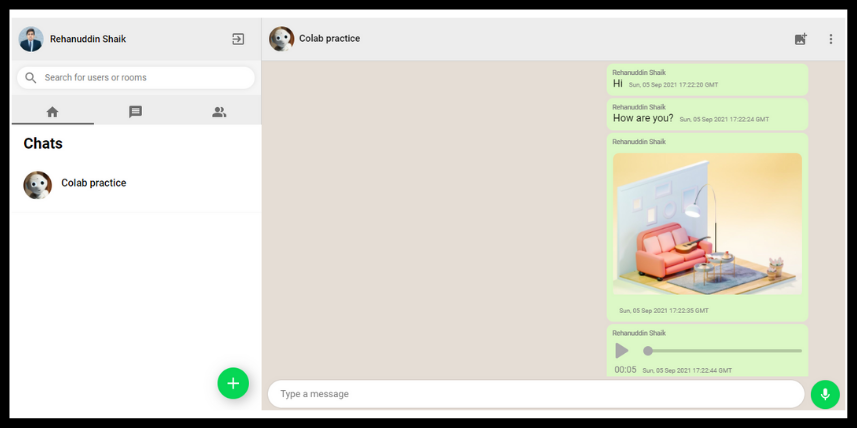 Rehanuddin Shaik
Search for users or rooms
Chats
Colab practice
Colab practice
Rehanuddin Shaik
Hi Sun, 05 Sep 2021 17:22:20 GMT
Rehanuddin Shaik
How are you? Sun, 05 Sep 2021 17:22:24 GMT
Rehanuddin Shaik
Sun, 05 Sep 2021 17:22:35 GMT
Rehanuddin Shaik
00:05 Sun, 05 Sep 2021 17:22:44 GMT
Type a message